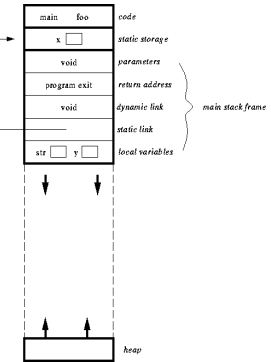 main foo code
x static storage
void parameters
program exit return address
void dynamic link
main stack frame
static link
str y local variables
heap